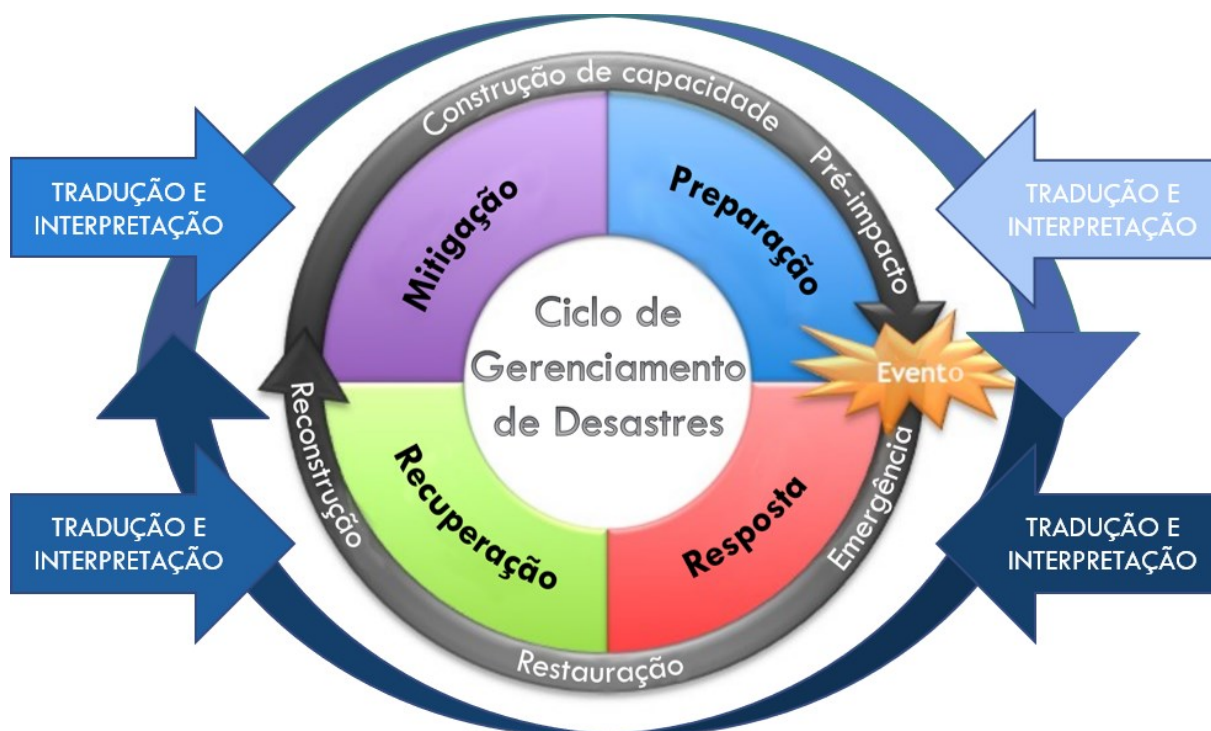 Construção de capacidade
Pré-impacto
TRADUÇÃO E
INTERPRETAÇÃO
TRADUÇÃO E
INTERPRETAÇÃO
Mitigação
Preparação
Ciclo de
Gerenciamento
de Desastres
Evento
Reconstrução
Recuperação
Resposta
Emergência
TRADUÇÃO E
INTERPRETAÇÃO
TRADUÇÃO E
INTERPRETAÇÃO
Restauração